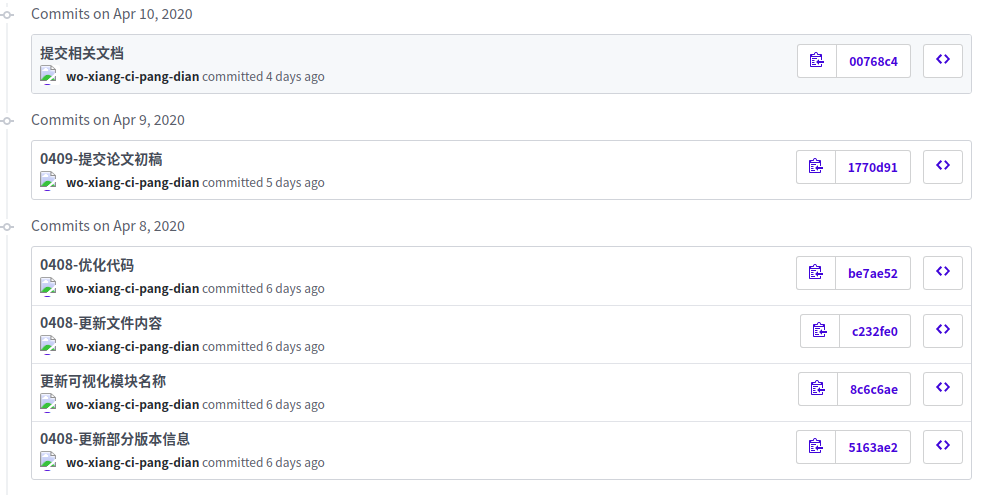 Commits on Apr 10, 2020
提交相关文档
wo-xiang-ci-pang-dian committed 4 days ago
00768c4
Commits on Apr 9, 2020
0409-提交论文初稿
wo-xiang-ci-pang-dian committed 5 days ago
1770d91
Commits on Apr 8, 2020
0408-优化代码
wo-xiang-ci-pang-dian committed 6 days ago
be7ae52
0408-更新文件内容
wo-xiang-ci-pang-dian committed 6 days ago
c232fe0
更新可视化模块名称
wo-xiang-ci-pang-dian committed 6 days ago
8c6c6ae
0408-更新部分版本信息
wo-xiang-ci-pang-dian committed 6 days ago
5163ae2